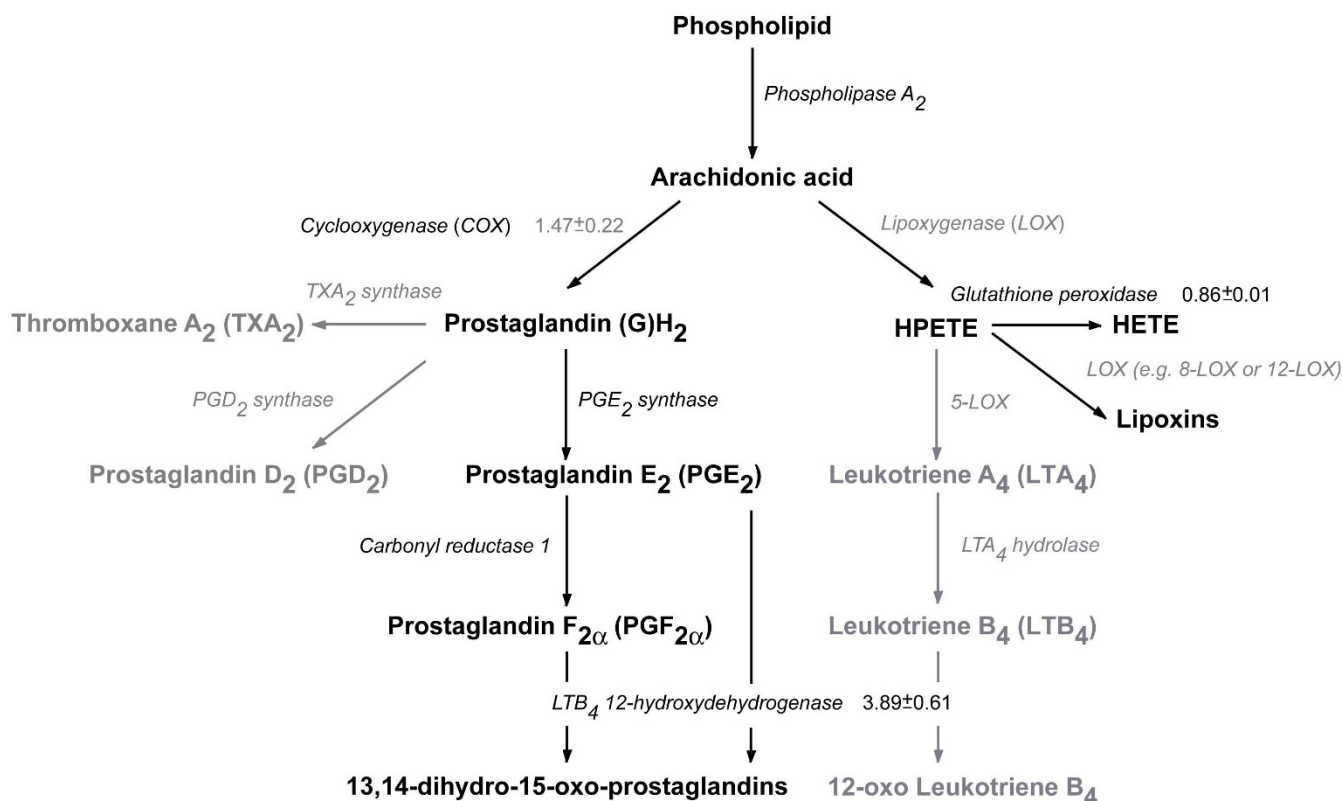 Phospholipid
Phospholipase A2
Arachidonic acid
Cyclooxygenase (COX) 1.47±0.22
Lipoxygenase (LOX)
TXA2 synthase
Glutathione peroxidase 0.86±0.01
Thromboxane A2 (TXA2)
Prostaglandin (G)H2
HPETE
HETE
LOX (e.g. 8-LOX or 12-LOX)
PGD2 synthase
PGE2 synthase
5-LOX
Lipoxins
Prostaglandin D2 (PGD2)
Prostaglandin E2 (PGE2)
Leukotriene A4 (LTA4)
Carbonyl reductase 1
LTA4 hydrolase
Prostaglandin F2α (PGF2α)
Leukotriene B4 (LTB4)
LTB4 12-hydroxydehydrogenase 3.89±0.61
13,14-dihydro-15-oxo-prostaglandins
12-oxo Leukotriene B4